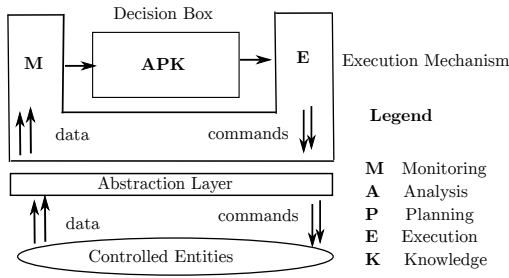 Decision Box
M
APK
E
Execution Mechanism
data
commands
Legend
Abstraction Layer
data
commands
Controlled Entities
M Monitoring
A Analysis
P Planning
E Execution
K Knowledge